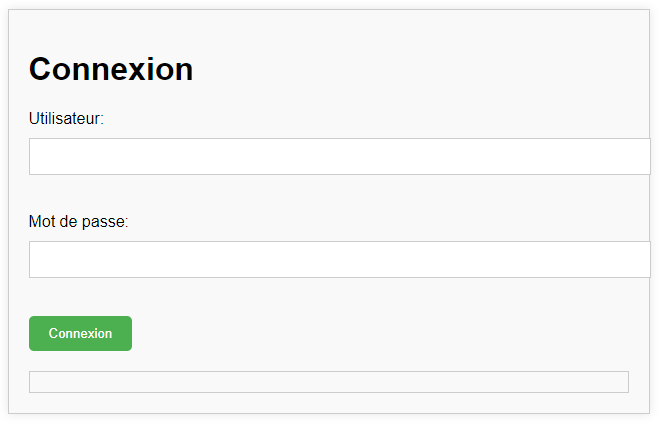 Connexion
Utilisateur:
Mot de passe:
Connexion